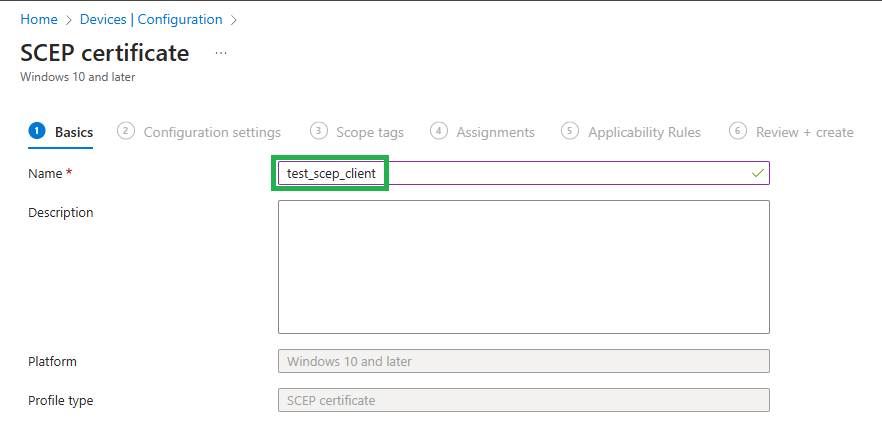 Home > Devices | Configuration >
SCEP certificate ...
Windows 10 and later
1 Basics 2 Configuration settings 3 Scope tags 4 Assignments 5 Applicability Rules 6 Review + create
Name * test_scep_client
Description
Platform Windows 10 and later
Profile type SCEP certificate